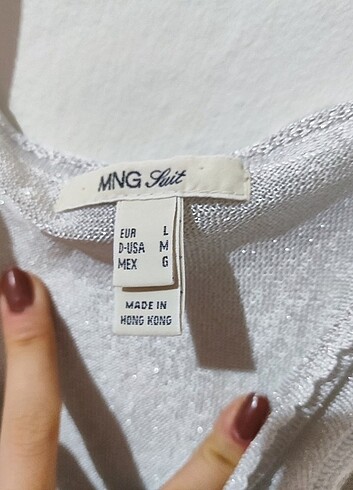 MNG Suit
EUR L
D-USA M
MEX G
MADE IN
HONG KONG